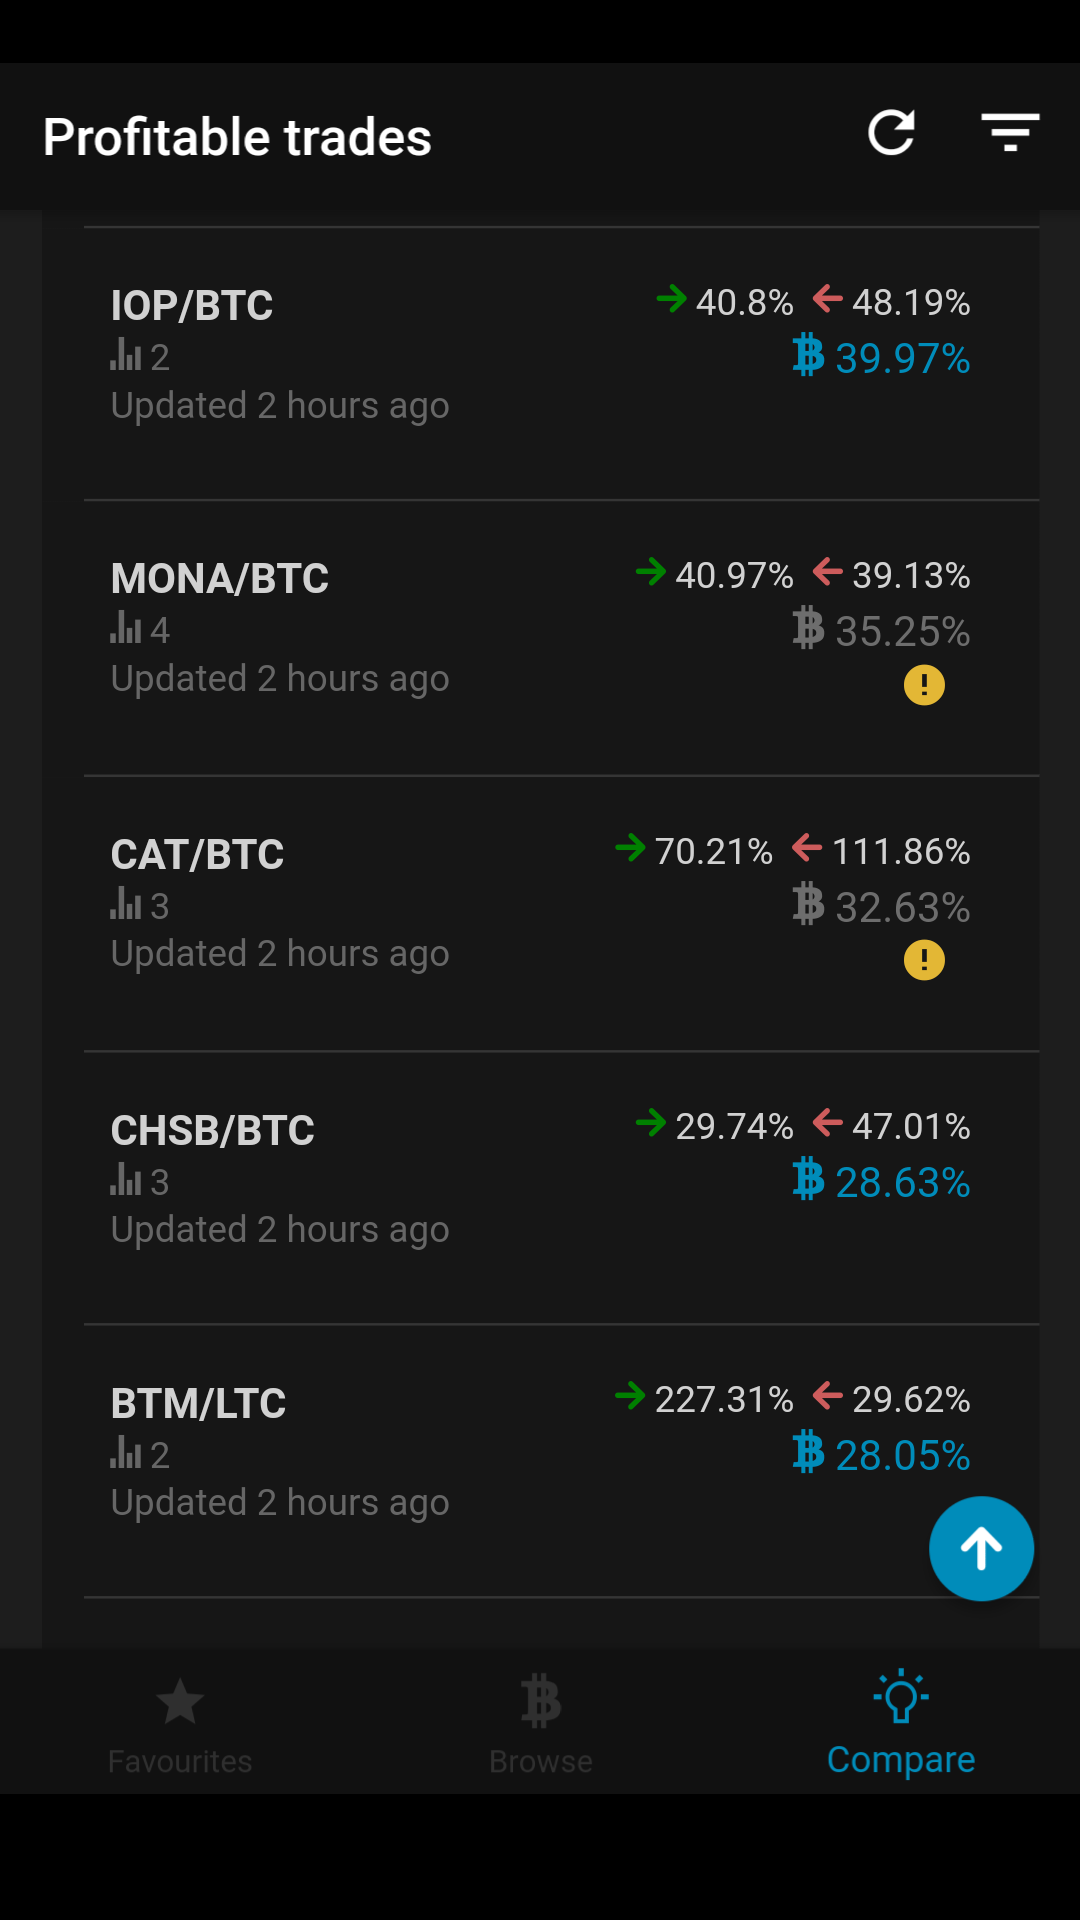 Profitable trades
IOP/BTC 40.8% 48.19%
2 39.97%
Updated 2 hours ago
MONA/BTC 40.97% 39.13%
4 35.25%
Updated 2 hours ago
CAT/BTC 70.21% 111.86%
3 32.63%
Updated 2 hours ago
CHSB/BTC 29.74% 47.01%
3 28.63%
Updated 2 hours ago
BTM/LTC 227.31% 29.62%
2 28.05%
Updated 2 hours ago
Favourites Browse Compare